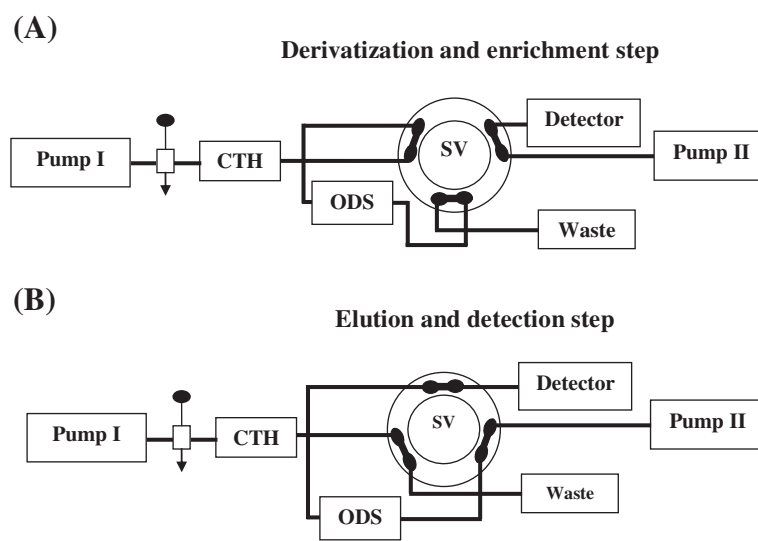 (A)
Derivatization and enrichment step
Detector
Pump I
CTH
SV
Pump II
ODS
Waste
(B)
Elution and detection step
Detector
Pump I
CTH
SV
Pump II
ODS
Waste